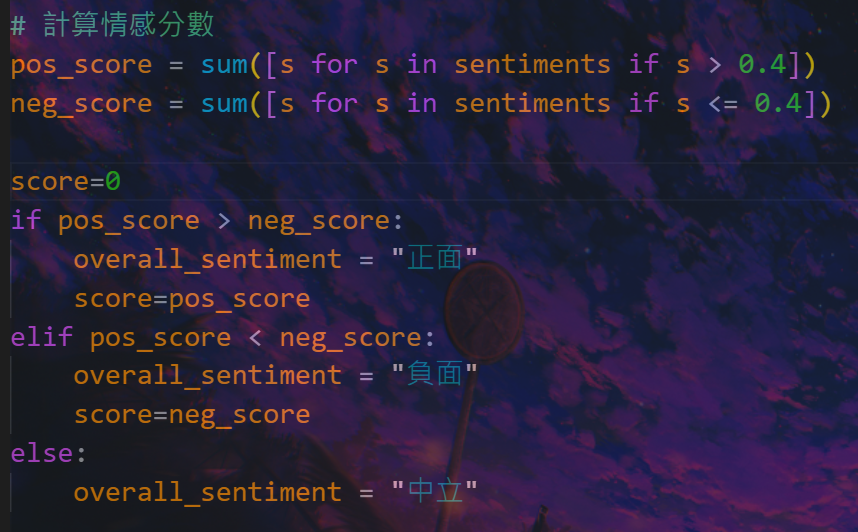 # 計算情感分數
pos_score = sum([s for s in sentiments if s > 0.4])
neg_score = sum([s for s in sentiments if s <= 0.4])
score=0
if pos_score > neg_score:
    overall_sentiment = "正面"
    score=pos_score
elif pos_score < neg_score:
    overall_sentiment = "負面"
    score=neg_score
else:
    overall_sentiment = "中立"